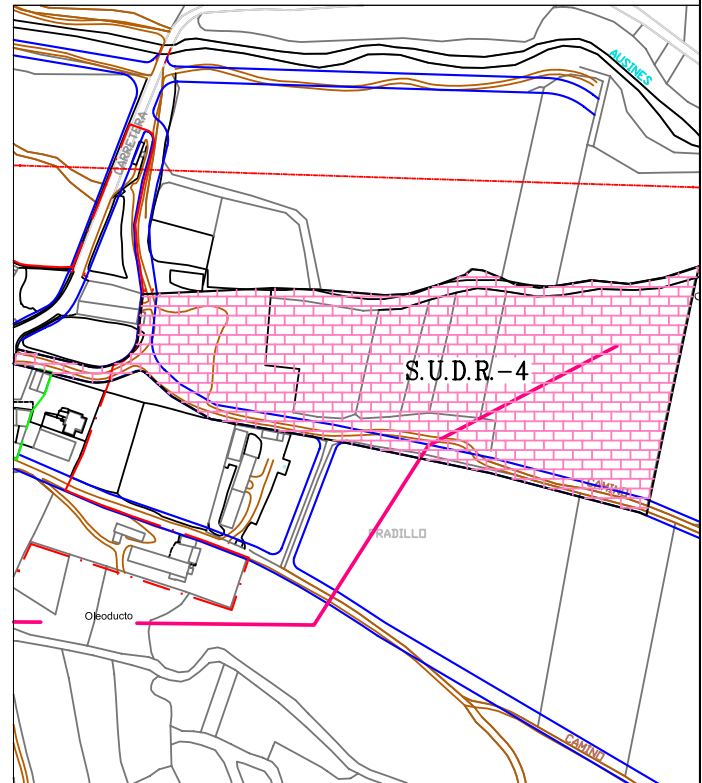 AUSINES
CARRETERA
S.U.D.R.-4
CAMINO
PRADILLO
Oleoducto
CAMINO